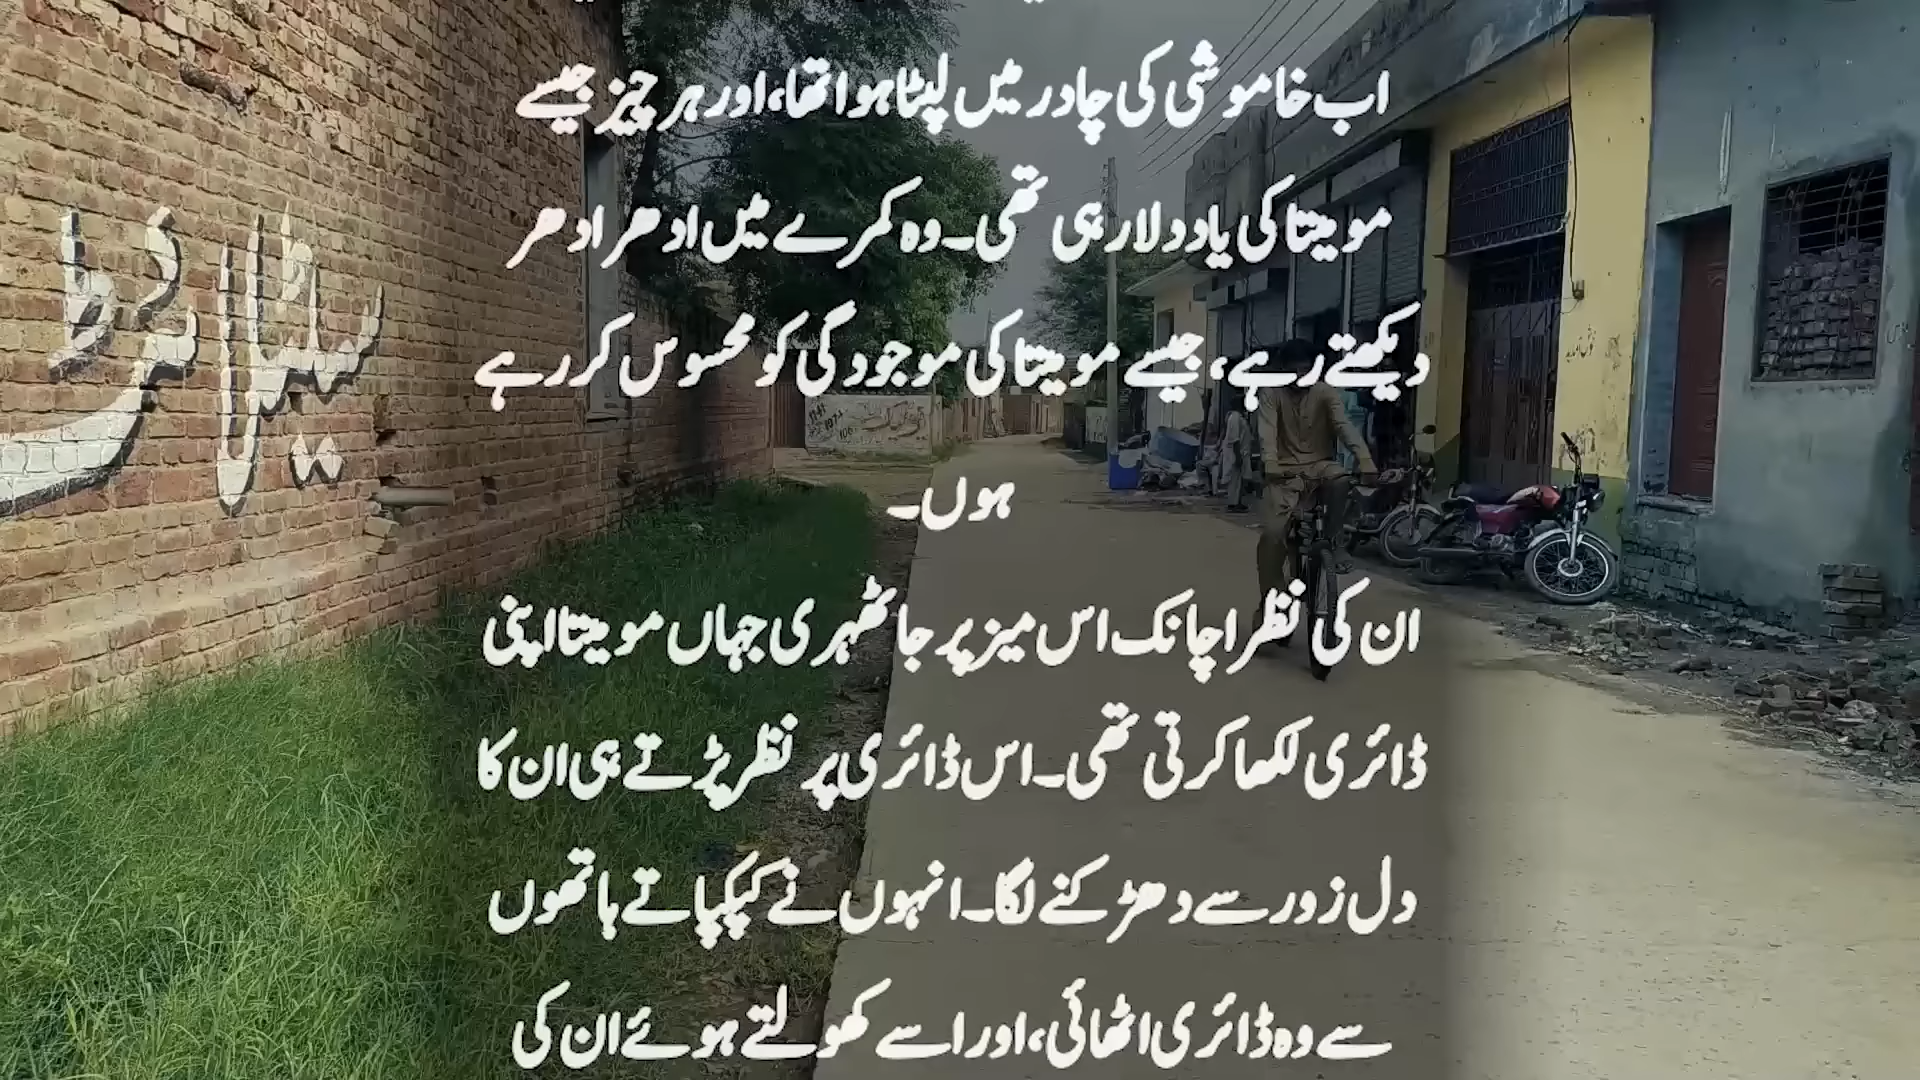 اب خاموشی کی چادر میں لپٹا ہوا تھا، اور ہر چیز جیسے
مویتا کی یاد دلا رہی تھی۔ وہ کمرے میں ادھر ادھر
دیکھتے رہے، جیسے مویتا کی موجودگی کو محسوس کر رہے
ہوں۔
ان کی نظر اچانک اس میز پر جا ٹھہری جہاں مویتا اپنی
ڈائری لکھا کرتی تھی۔ اس ڈائری پر نظر پڑتے ہی ان کا
دل زور سے دھڑکنے لگا۔ انہوں نے کپکپاتے ہاتھوں
سے وہ ڈائری اٹھائی، اور اسے کھولتے ہوئے ان کی